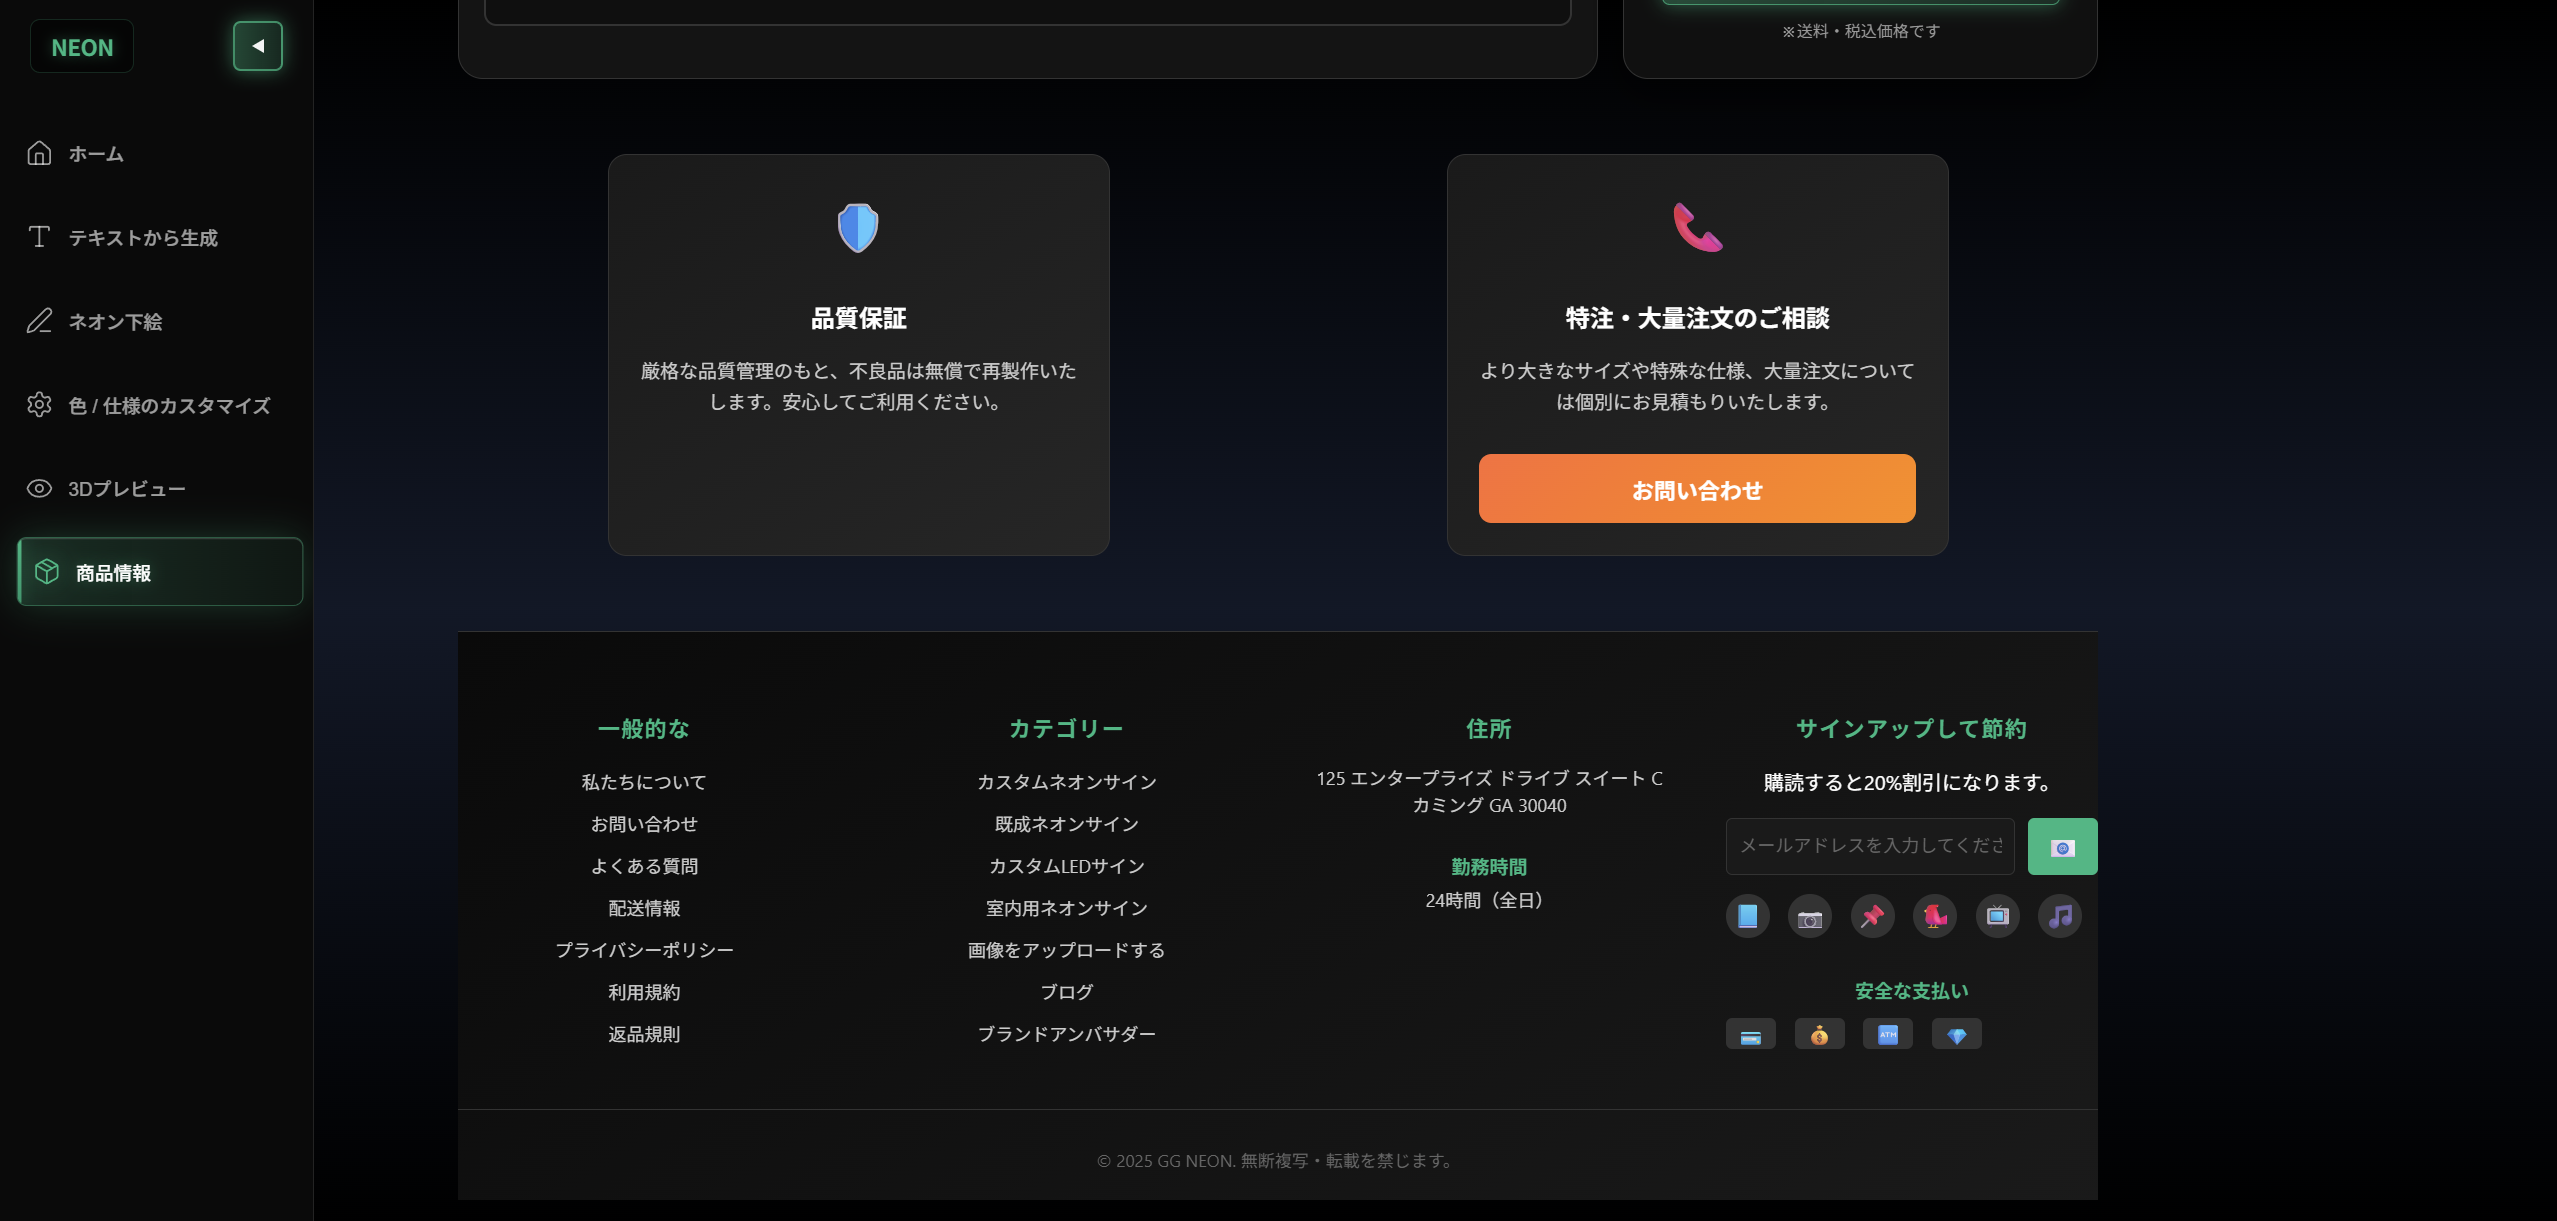 NEON
ホーム
テキストから生成
ネオン下絵
色 / 仕様のカスタマイズ
3Dプレビュー
商品情報
※送料・税込価格です
品質保証
厳格な品質管理のもと、不良品は無償で再製作いた
します。安心してご利用ください。
特注・大量注文のご相談
より大きなサイズや特殊な仕様、大量注文について
は個別にお見積もりいたします。
お問い合わせ
一般的な
私たちについて
お問い合わせ
よくある質問
配送情報
プライバシーポリシー
利用規約
返品規則
カテゴリー
カスタムネオンサイン
既成ネオンサイン
カスタムLEDサイン
室内用ネオンサイン
画像をアップロードする
ブログ
ブランドアンバサダー
住所
125 エンタープライズ ドライブ スイート C
カミング GA 30040
勤務時間
24時間（全日）
サインアップして節約
購読すると20%割引になります。
メールアドレスを入力してくださ
安全な支払い
ATM
© 2025 GG NEON. 無断複写・転載を禁じます。